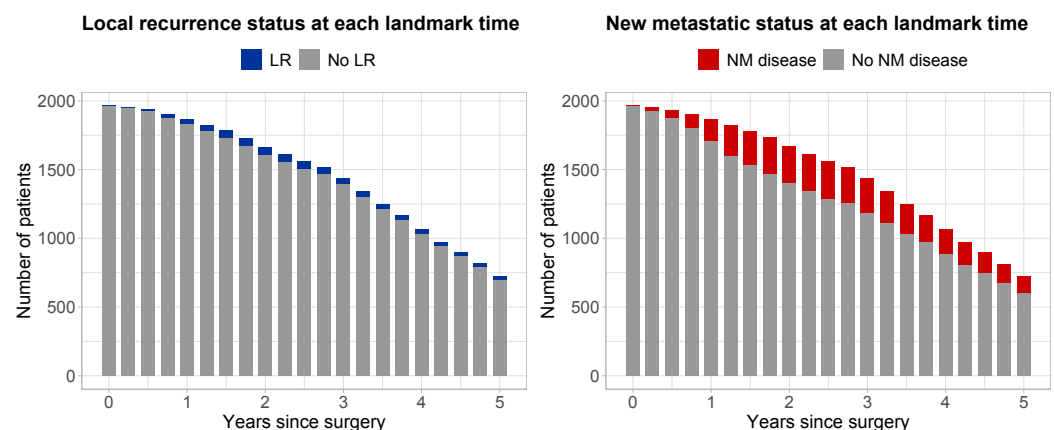 Local recurrence status at each landmark time
LR No LR
Number of patients
2000
1500
1000
500
0
0 1 2 3 4 5
Years since surgery
New metastatic status at each landmark time
NM disease No NM disease
Number of patients
2000
1500
1000
500
0
0 1 2 3 4 5
Years since surgery